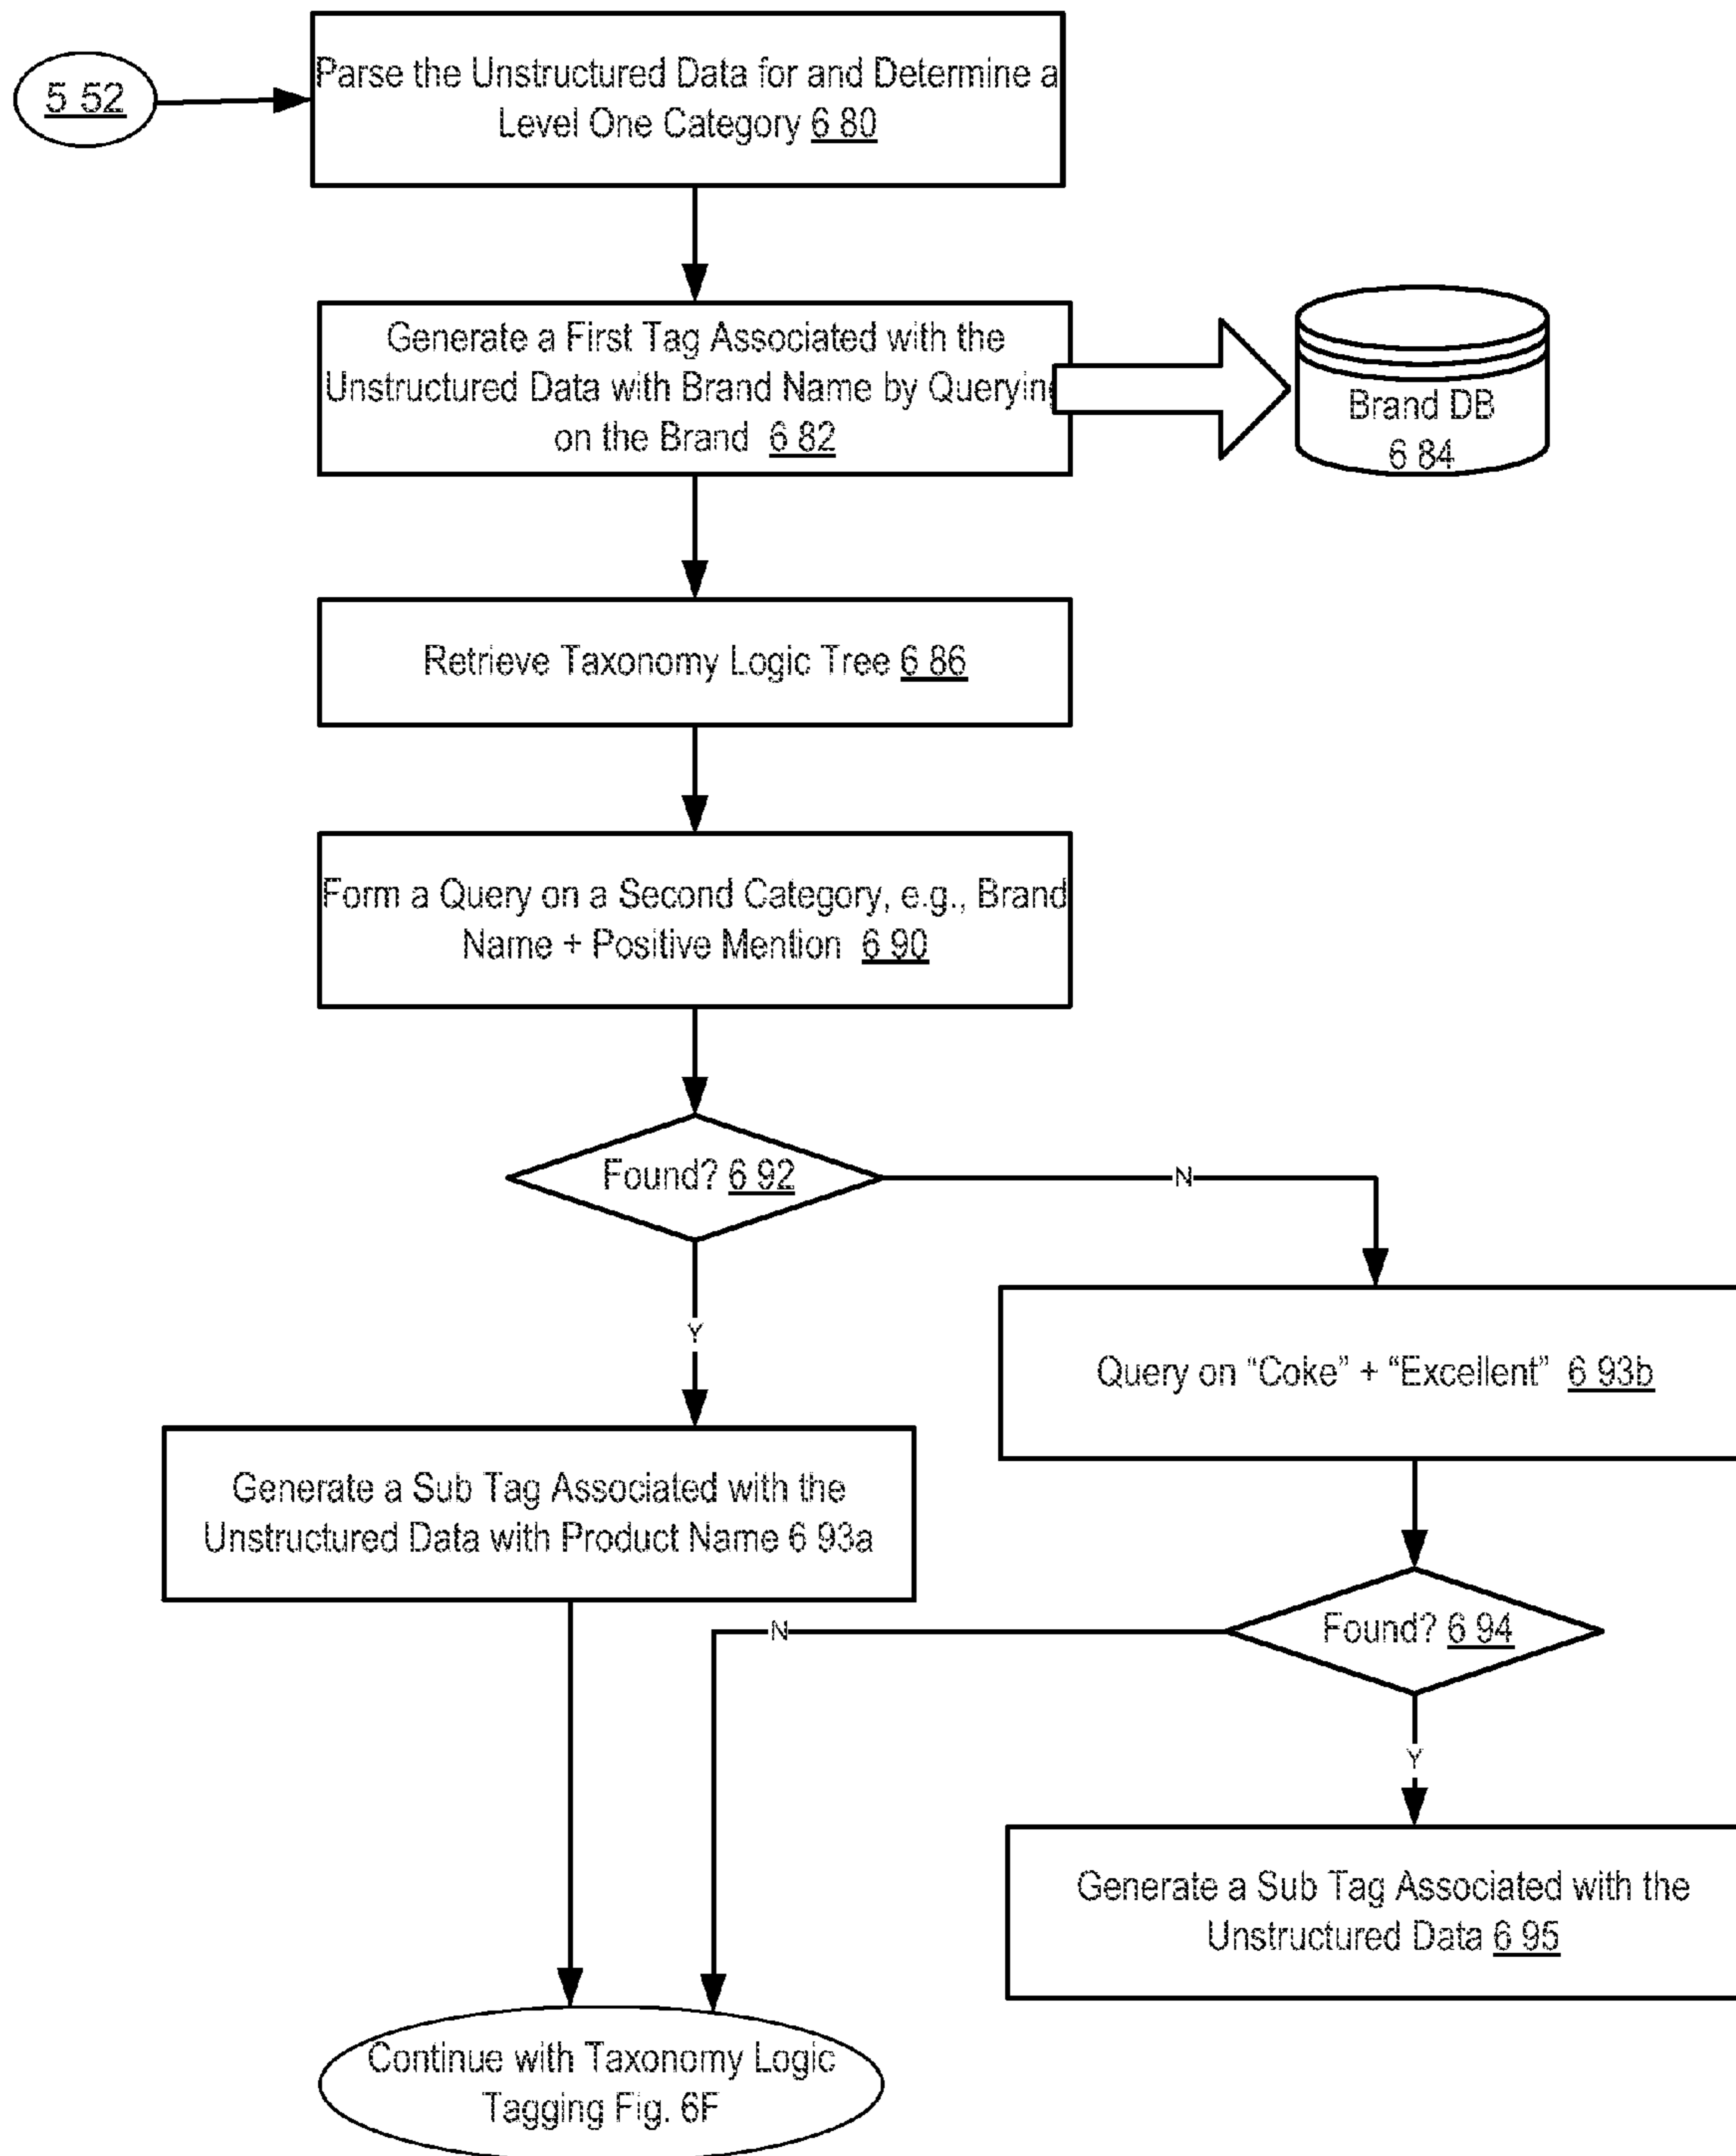 5 52
Parse the Unstructured Data for and Determine a
Level One Category 6 80
Generate a First Tag Associated with the
Unstructured Data with Brand Name by Querying
on the Brand 6 82
Brand DB
6 84
Retrieve Taxonomy Logic Tree 6 86
Form a Query on a Second Category, e.g., Brand
Name + Positive Mention 6 90
Found? 6 92
N
Y
Query on “Coke” + “Excellent” 6 93b
Generate a Sub Tag Associated with the
Unstructured Data with Product Name 6 93a
Found? 6 94
N
Y
Generate a Sub Tag Associated with the
Unstructured Data 6 95
Continue with Taxonomy Logic
Tagging Fig. 6F